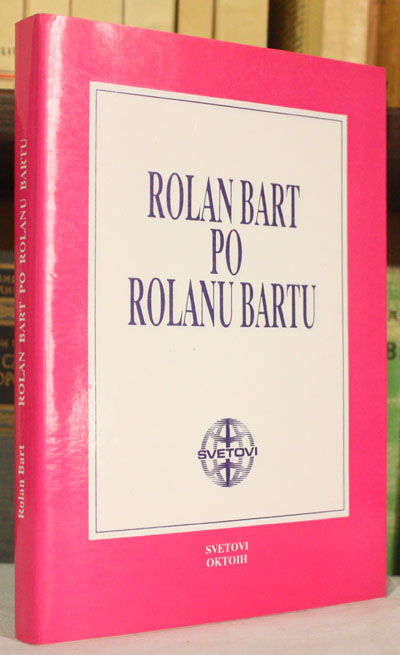 ROLAN BART
PO
ROLANU BARTU
SVETOVI
SVETOVI
OKTOIH
Rolan Bart ROLAN BART PO ROLANU BARTU